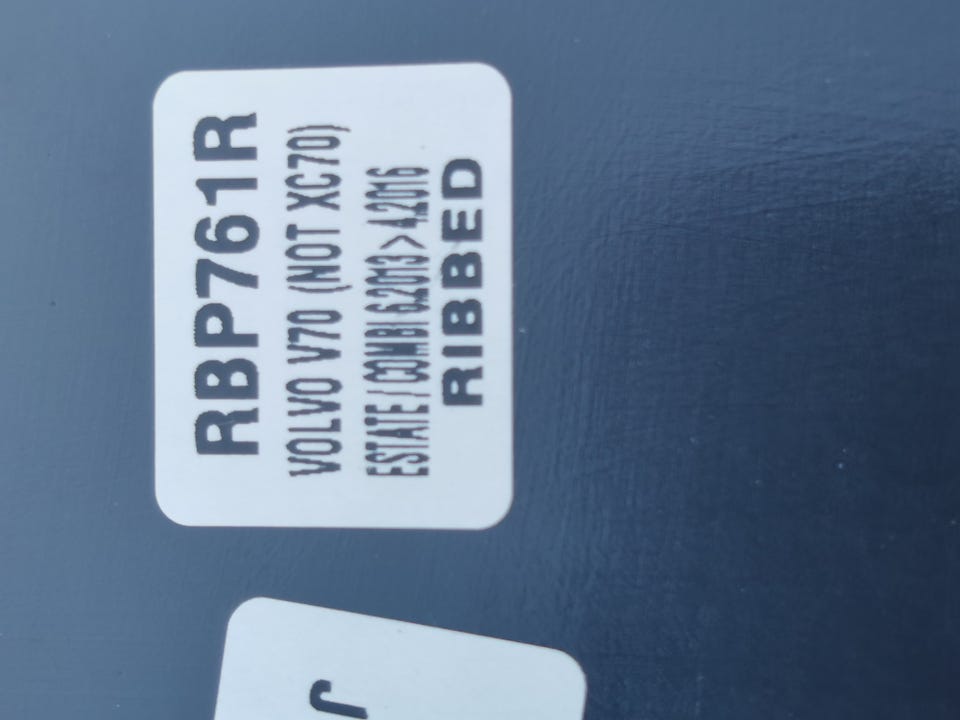 RBP761R
VOLVO V70 (NOT XC70)
ESTATE / COMBI 6.2013 > 4.2016
RIBBED